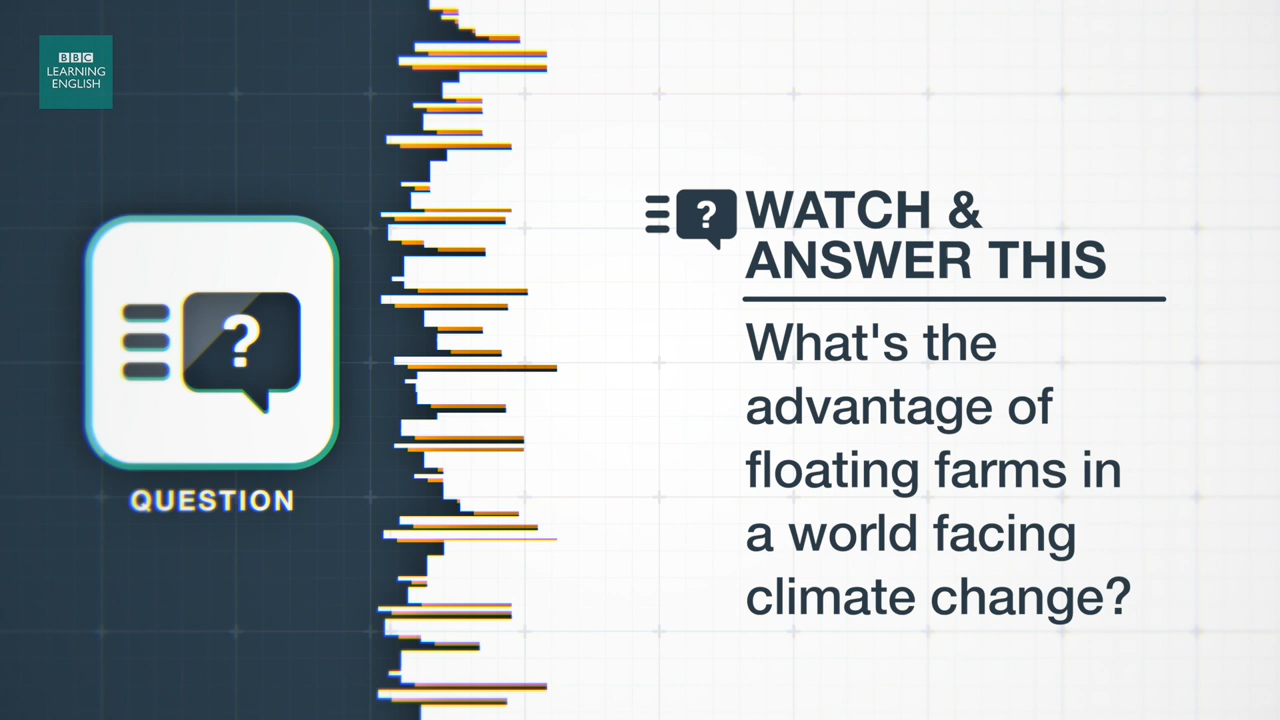 BBC
LEARNING
ENGLISH
?
QUESTION
? WATCH &
ANSWER THIS
What's the
advantage of
floating farms in
a world facing
climate change?